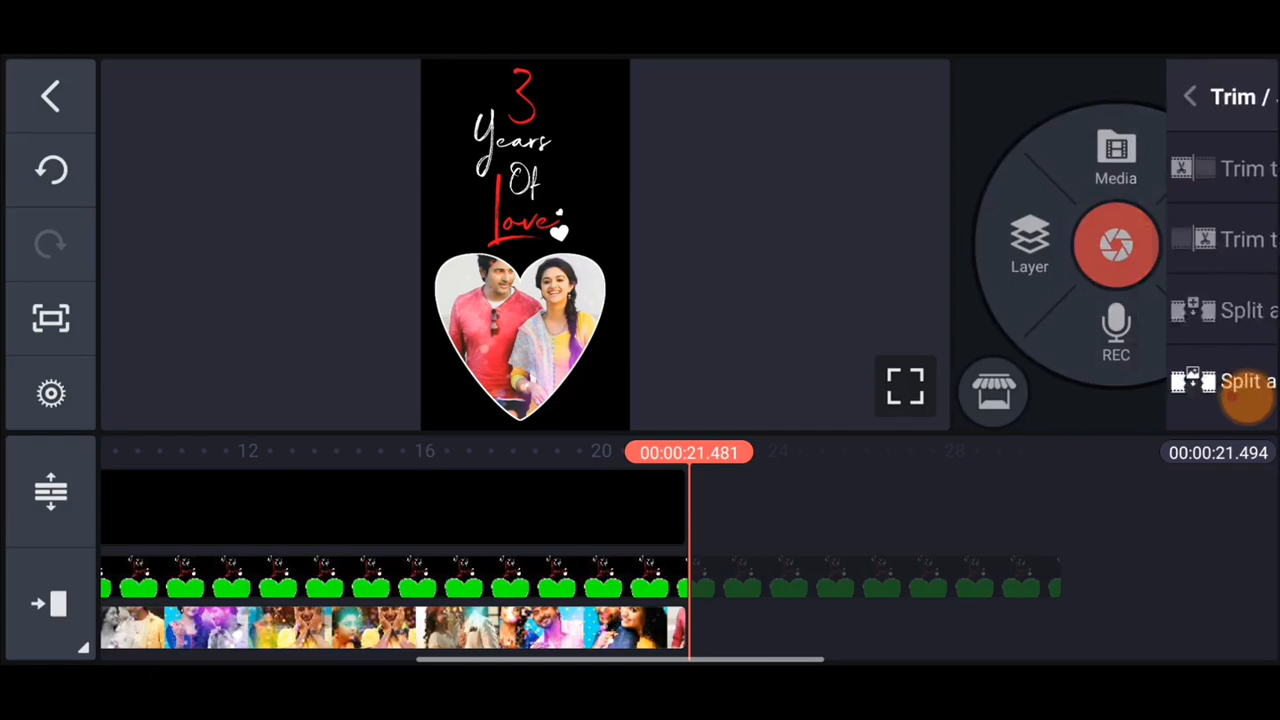 3
Years
Of
Love
Media
Layer
REC
Trim /
Trim t
Trim t
Split a
Split a
12
16
20
00:00:21.481
24
28
00:00:21.494